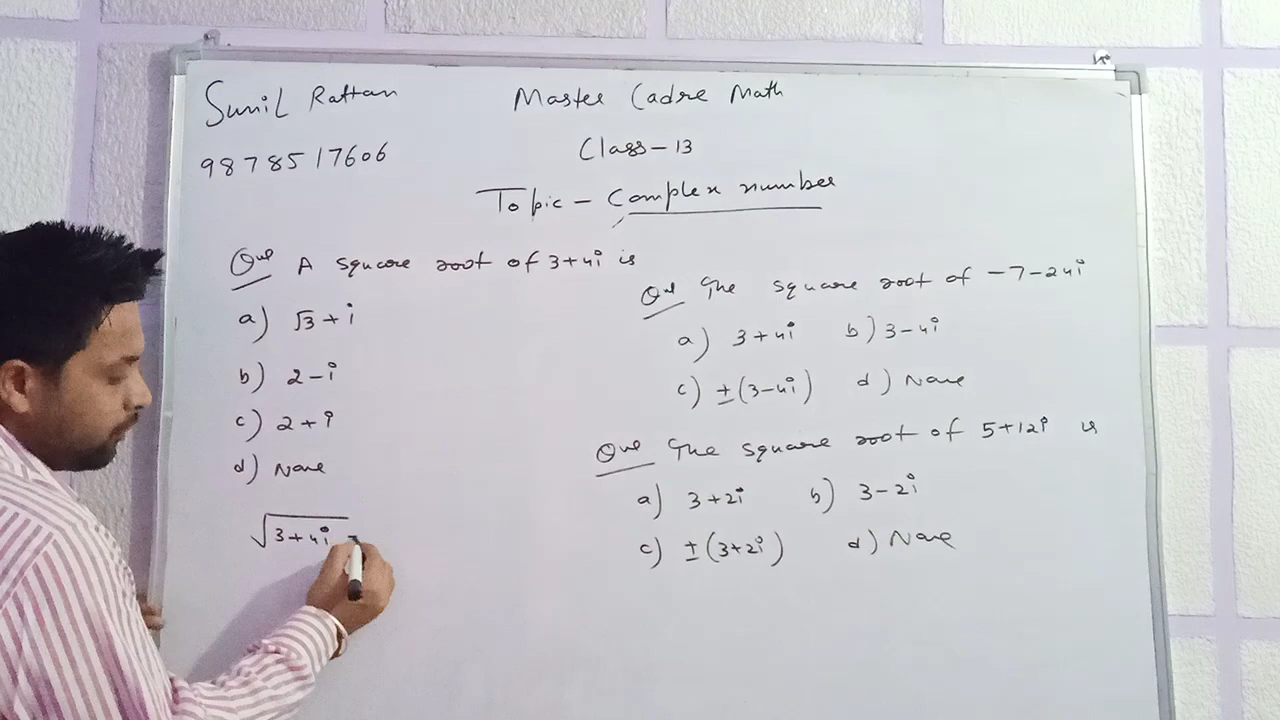 Sunil Rattan
9878517606
Master Cadre Math
Class-13
Topic - Complex number
Que A square root of 3+4i is
a) √3+i
b) 2-i
c) 2+i
d) None
√3+4i =
Que The square root of -7-24i
a) 3+4i b) 3-4i
c) ±(3-4i) d) None
Que The square root of 5+12i is
a) 3+2i b) 3-2i
c) ±(3+2i) d) None